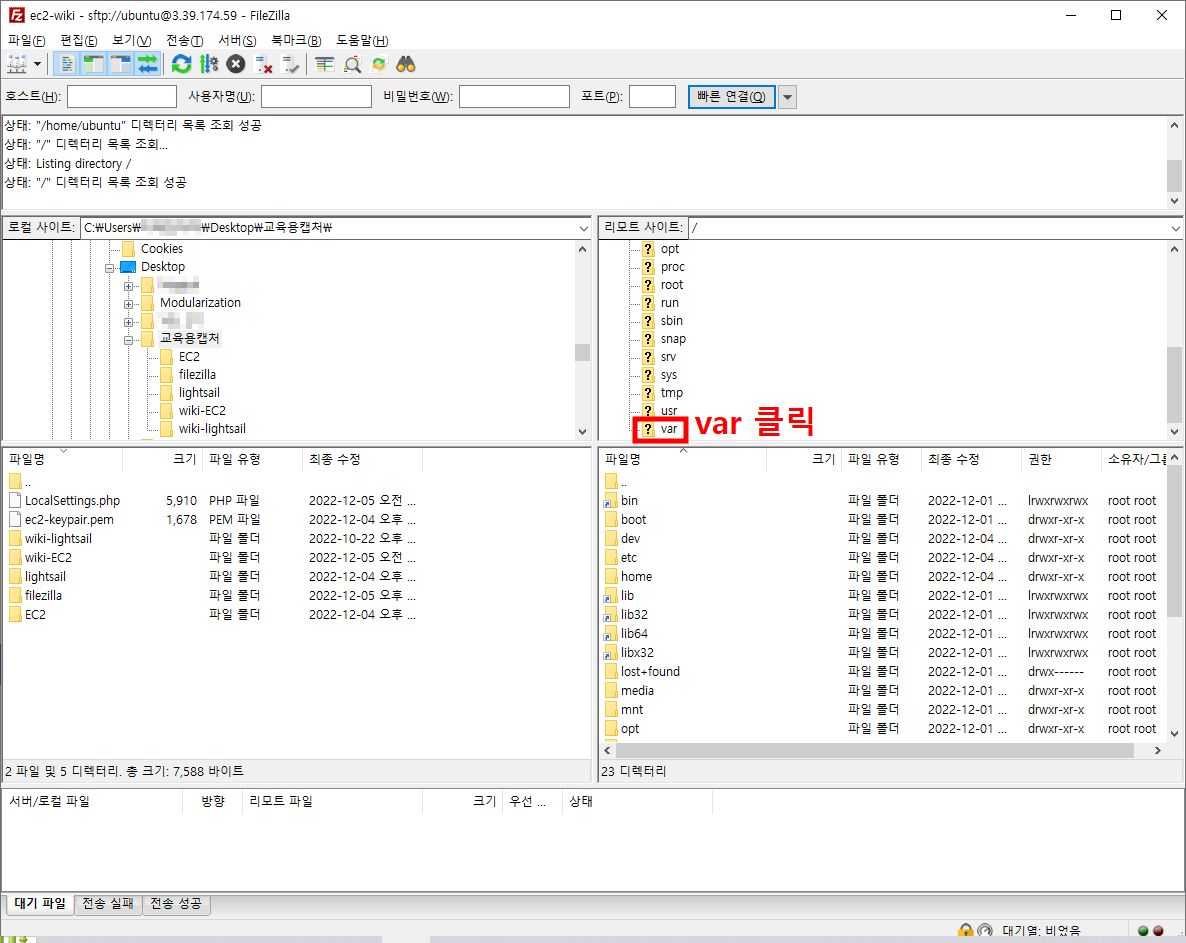 ec2-wiki - sftp://ubuntu@3.39.174.59 - FileZilla
파일(F) 편집(E) 보기(V) 전송(T) 서버(S) 북마크(B) 도움말(H)
호스트(H): 사용자명(U): 비밀번호(W): 포트(P): 빠른 연결(Q)
상태: "/home/ubuntu" 디렉터리 목록 조회 성공
상태: "/" 디렉터리 목록 조회...
상태: Listing directory /
상태: "/" 디렉터리 목록 조회 성공
로컬 사이트: C:₩Users₩ ₩Desktop₩교육용캡처₩
Cookies
Desktop
Modularization
교육용캡처
EC2
filezilla
lightsail
wiki-EC2
wiki-lightsail
리모트 사이트: /
opt
proc
root
run
sbin
snap
srv
sys
tmp
usr
var
var 클릭
파일명 크기 파일 유형 최종 수정
..
LocalSettings.php 5,910 PHP 파일 2022-12-05 오전 ...
ec2-keypair.pem 1,678 PEM 파일 2022-12-04 오후 ...
wiki-lightsail 파일 폴더 2022-10-22 오후 ...
wiki-EC2 파일 폴더 2022-12-05 오전 ...
lightsail 파일 폴더 2022-12-04 오후 ...
filezilla 파일 폴더 2022-12-05 오후 ...
EC2 파일 폴더 2022-12-04 오후 ...
2 파일 및 5 디렉터리. 총 크기: 7,588 바이트
파일명 크기 파일 유형 최종 수정 권한 소유자/그룹
..
bin 파일 폴더 2022-12-01 ... lrwxrwxrwx root root
boot 파일 폴더 2022-12-01 ... drwxr-xr-x root root
dev 파일 폴더 2022-12-04 ... drwxr-xr-x root root
etc 파일 폴더 2022-12-04 ... drwxr-xr-x root root
home 파일 폴더 2022-12-04 ... drwxr-xr-x root root
lib 파일 폴더 2022-12-01 ... lrwxrwxrwx root root
lib32 파일 폴더 2022-12-01 ... lrwxrwxrwx root root
lib64 파일 폴더 2022-12-01 ... lrwxrwxrwx root root
libx32 파일 폴더 2022-12-01 ... lrwxrwxrwx root root
lost+found 파일 폴더 2022-12-01 ... drwx------ root root
media 파일 폴더 2022-12-01 ... drwxr-xr-x root root
mnt 파일 폴더 2022-12-01 ... drwxr-xr-x root root
opt 파일 폴더 2022-12-01 ... drwxr-xr-x root root
23 디렉터리
서버/로컬 파일 방향 리모트 파일 크기 우선 ... 상태
대기 파일 전송 실패 전송 성공
대기열: 비었음